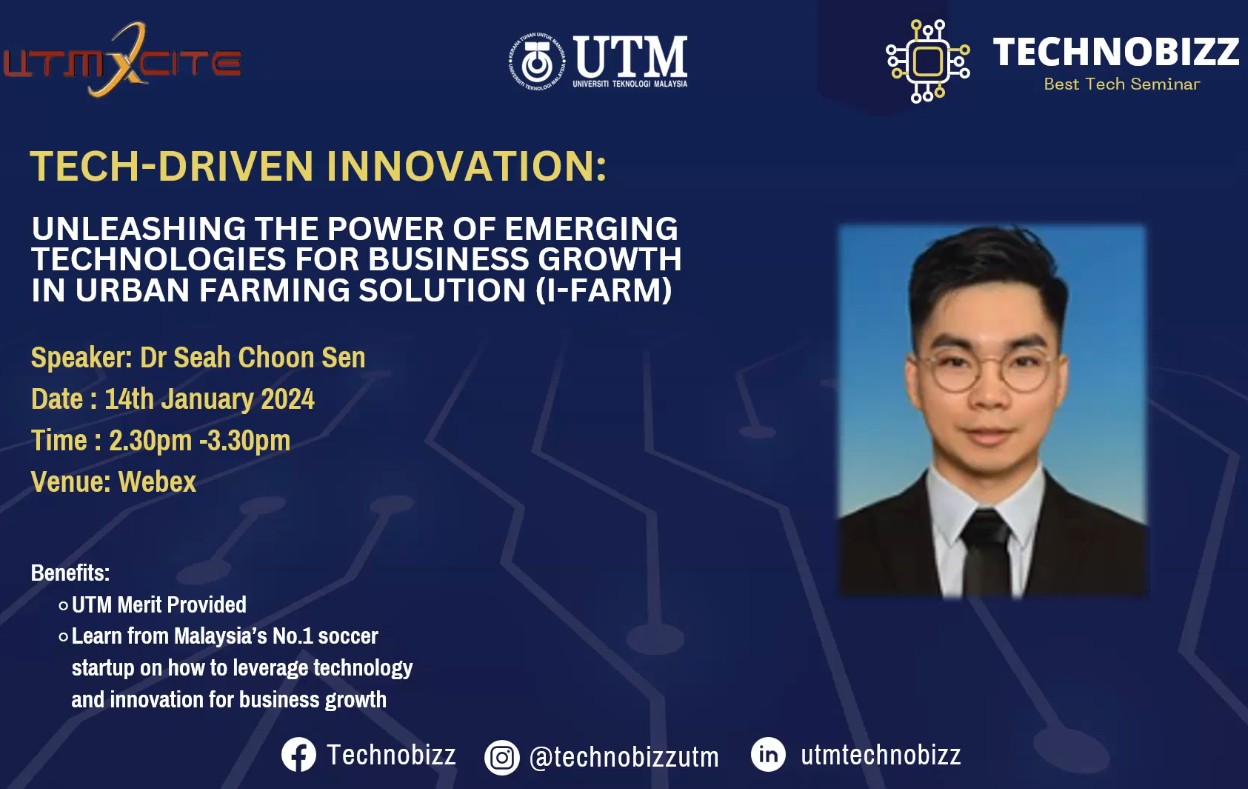 UTMXCITE
UTM
UNIVERSITI TEKNOLOGI MALAYSIA
TECHNOBIZZ
Best Tech Seminar
TECH-DRIVEN INNOVATION:
UNLEASHING THE POWER OF EMERGING
TECHNOLOGIES FOR BUSINESS GROWTH
IN URBAN FARMING SOLUTION (I-FARM)
Speaker: Dr Seah Choon Sen
Date : 14th January 2024
Time : 2.30pm -3.30pm
Venue: Webex
Benefits:
UTM Merit Provided
Learn from Malaysia's No.1 soccer
startup on how to leverage technology
and innovation for business growth
Technobizz
@technobizzutm
in
utmtechnobizz